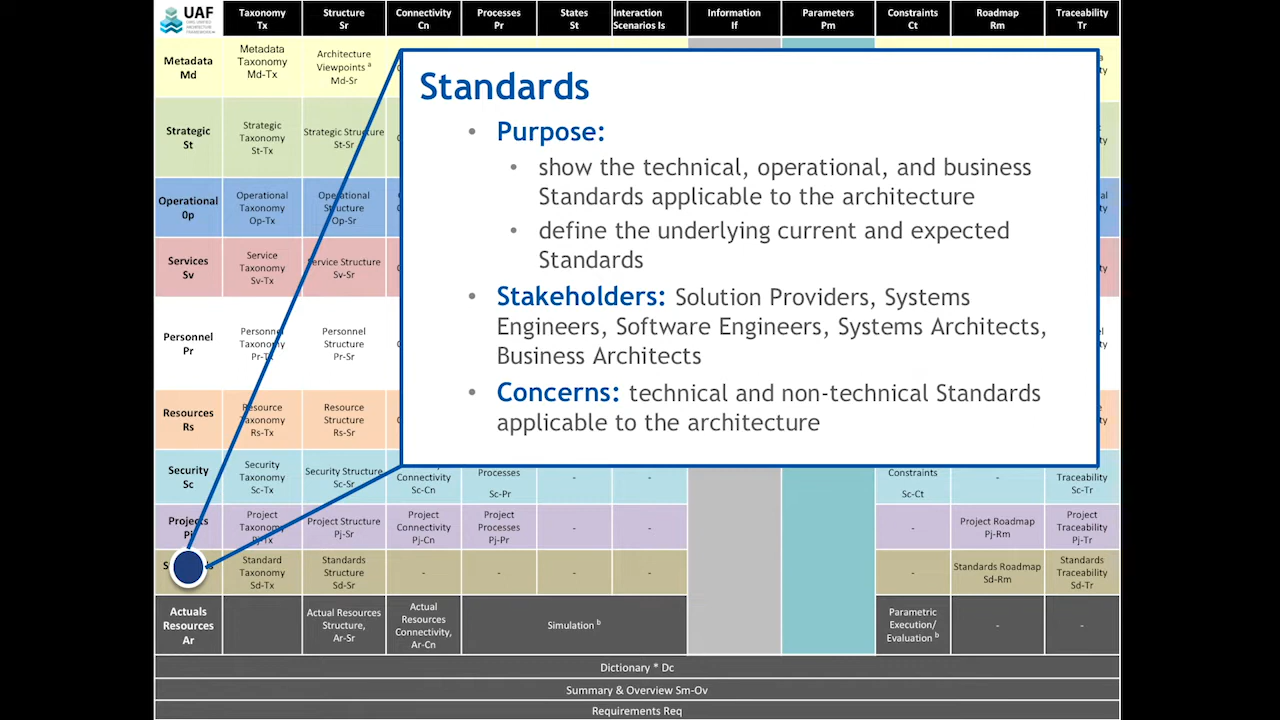 UAF
Taxonomy
Tx
Structure
Sr
Connectivity
Cn
Processes
Pr
States
St
Interaction
Scenarios Is
Information
If
Parameters
Pm
Constraints
Ct
Roadmap
Rm
Traceability
Tr
Metadata
Md
Metadata
Taxonomy
Md-Tx
Architecture
Viewpoints ª
Md-Sr
Strategic
St
Strategic
Taxonomy
St-Tx
Strategic Structure
St-Sr
Operational
0p
Operational
Taxonomy
Op-Tx
Operational
Structure
Op-Sr
Services
Sv
Service
Taxonomy
Sv-Tx
Service Structure
Sv-Sr
Personnel
Pr
Personnel
Taxonomy
Pr-Tx
Personnel
Structure
Pr-Sr
Resources
Rs
Resource
Taxonomy
Rs-Tx
Resource
Structure
Rs-Sr
Standards
• Purpose:
• show the technical, operational, and business
Standards applicable to the architecture
• define the underlying current and expected
Standards
• Stakeholders: Solution Providers, Systems
Engineers, Software Engineers, Systems Architects,
Business Architects
• Concerns: technical and non-technical Standards
applicable to the architecture
Security
Sc
Security
Taxonomy
Sc-Tx
Security Structure
Sc-Sr
Connectivity
Sc-Cn
Processes
Sc-Pr
-
-
Constraints
Sc-Ct
-
Traceability
Sc-Tr
Projects
Pj
Project
Taxonomy
Pj-Tx
Project Structure
Pj-Sr
Project
Connectivity
Pj-Cn
Project
Processes
Pj-Pr
-
-
-
Project Roadmap
Pj-Rm
Project
Traceability
Pj-Tr
Standard
Taxonomy
Sd-Tx
Standards
Structure
Sd-Sr
-
-
-
-
-
Standards Roadmap
Sd-Rm
Standards
Traceability
Sd-Tr
Actuals
Resources
Ar
Actual Resources
Structure,
Ar-Sr
Actual
Resources
Connectivity,
Ar-Cn
Simulation ᵇ
Parametric
Execution/
Evaluation ᵇ
-
-
Dictionary * Dc
Summary & Overview Sm-Ov
Requirements Req